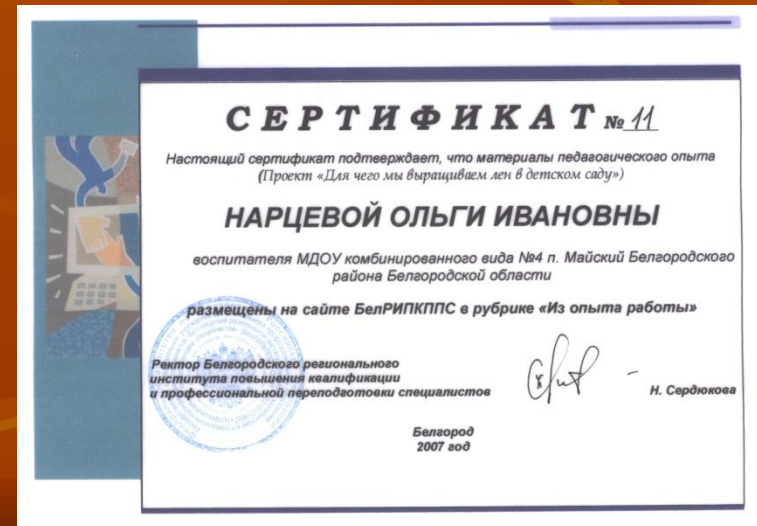 СЕРТИФИКАТ № 11
Настоящий сертификат подтверждает, что материалы педагогического опыта
(Проект «Для чего мы выращиваем лен в детском саду»)
НАРЦЕВОЙ ОЛЬГИ ИВАНОВНЫ
воспитателя МДОУ комбинированного вида №4 п. Майский Белгородского
района Белгородской области
размещены на сайте БелРИПКППС в рубрике «Из опыта работы»
Ректор Белгородского регионального
института повышения квалификации
и профессиональной переподготовки специалистов
Н. Сердюкова
Белгород
2007 год